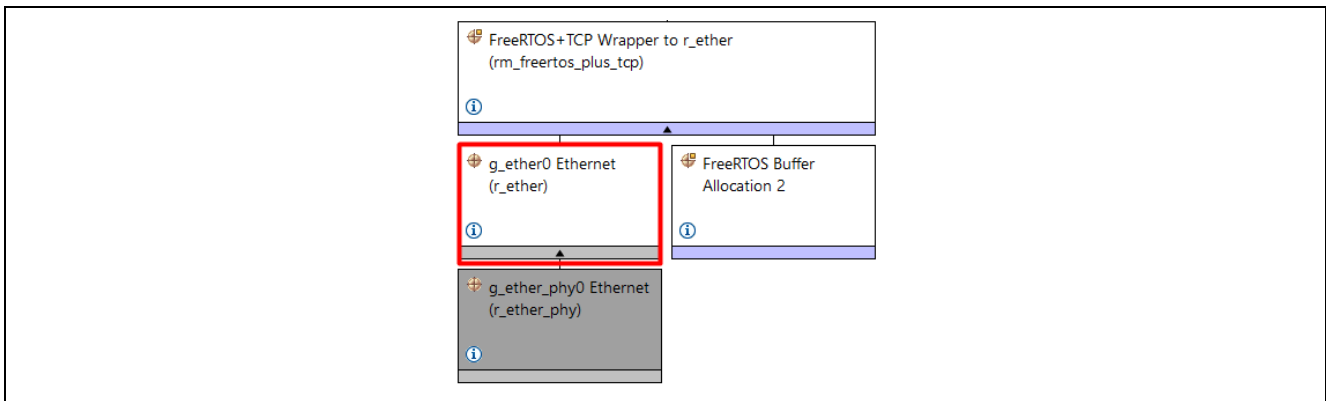 FreeRTOS+TCP Wrapper to r_ether
(rm_freertos_plus_tcp)
g_ether0 Ethernet
(r_ether)
FreeRTOS Buffer
Allocation 2
g_ether_phy0 Ethernet
(r_ether_phy)